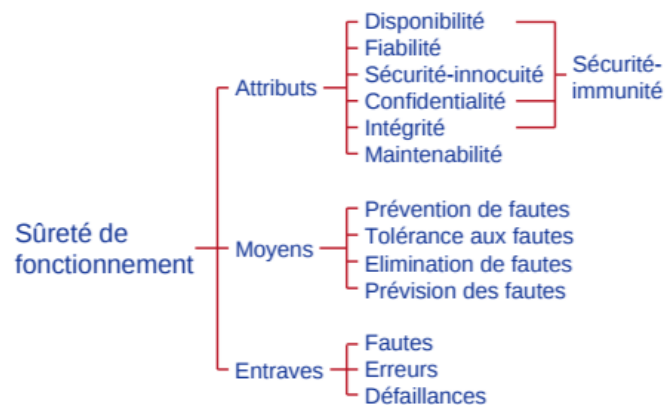 Disponibilité
Fiabilité
Sécurité-innocuité
Confidentialité
Intégrité
Maintenabilité
Attributs
Sécurité-
immunité
Sûreté de
fonctionnement
Moyens
Prévention de fautes
Tolérance aux fautes
Elimination de fautes
Prévision des fautes
Entraves
Fautes
Erreurs
Défaillances